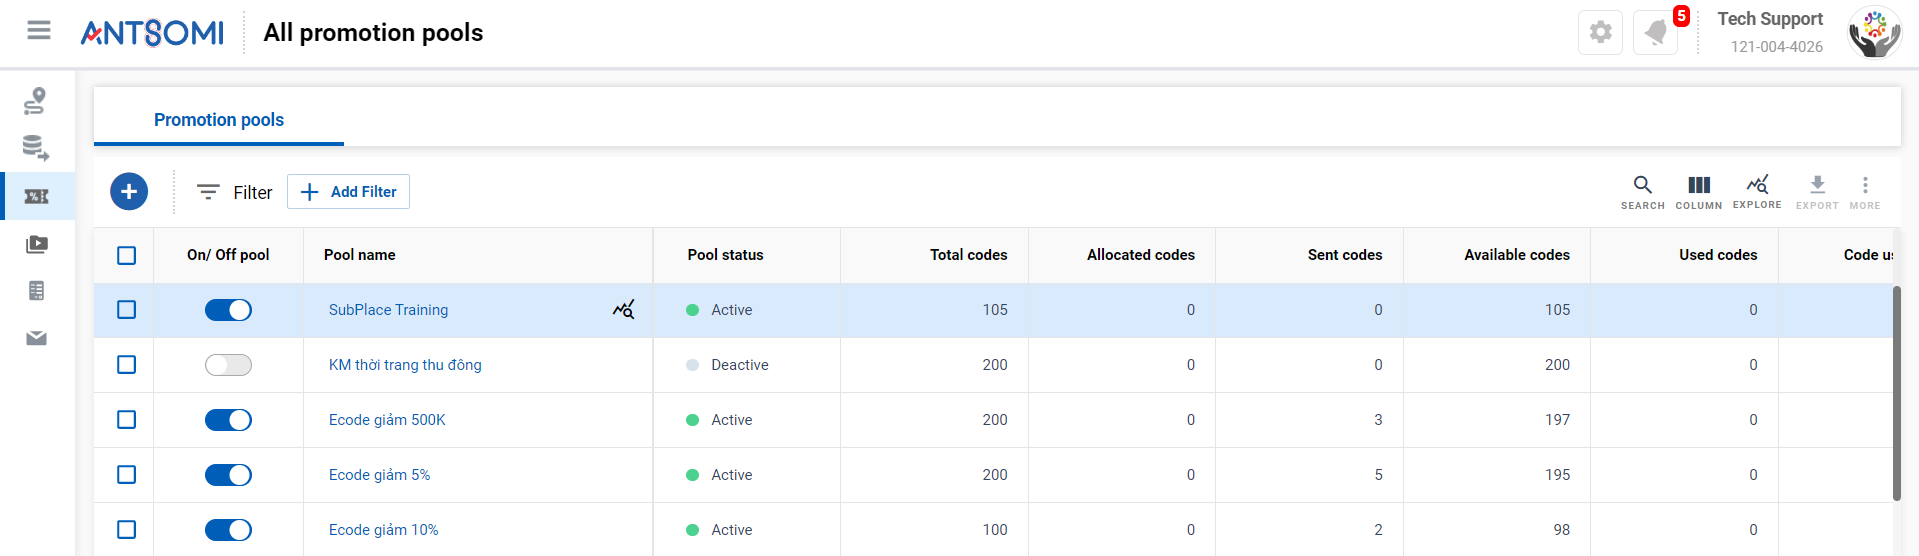 ANTSOMI
All promotion pools
5
Tech Support
121-004-4026
Promotion pools
Filter
Add Filter
SEARCH
COLUMN
EXPLORE
EXPORT
MORE
On/ Off pool Pool name Pool status Total codes Allocated codes Sent codes Available codes Used codes Code us
SubPlace Training Active 105 0 0 105 0
KM thời trang thu đông Deactive 200 0 0 200 0
Ecode giảm 500K Active 200 0 3 197 0
Ecode giảm 5% Active 200 0 5 195 0
Ecode giảm 10% Active 100 0 2 98 0